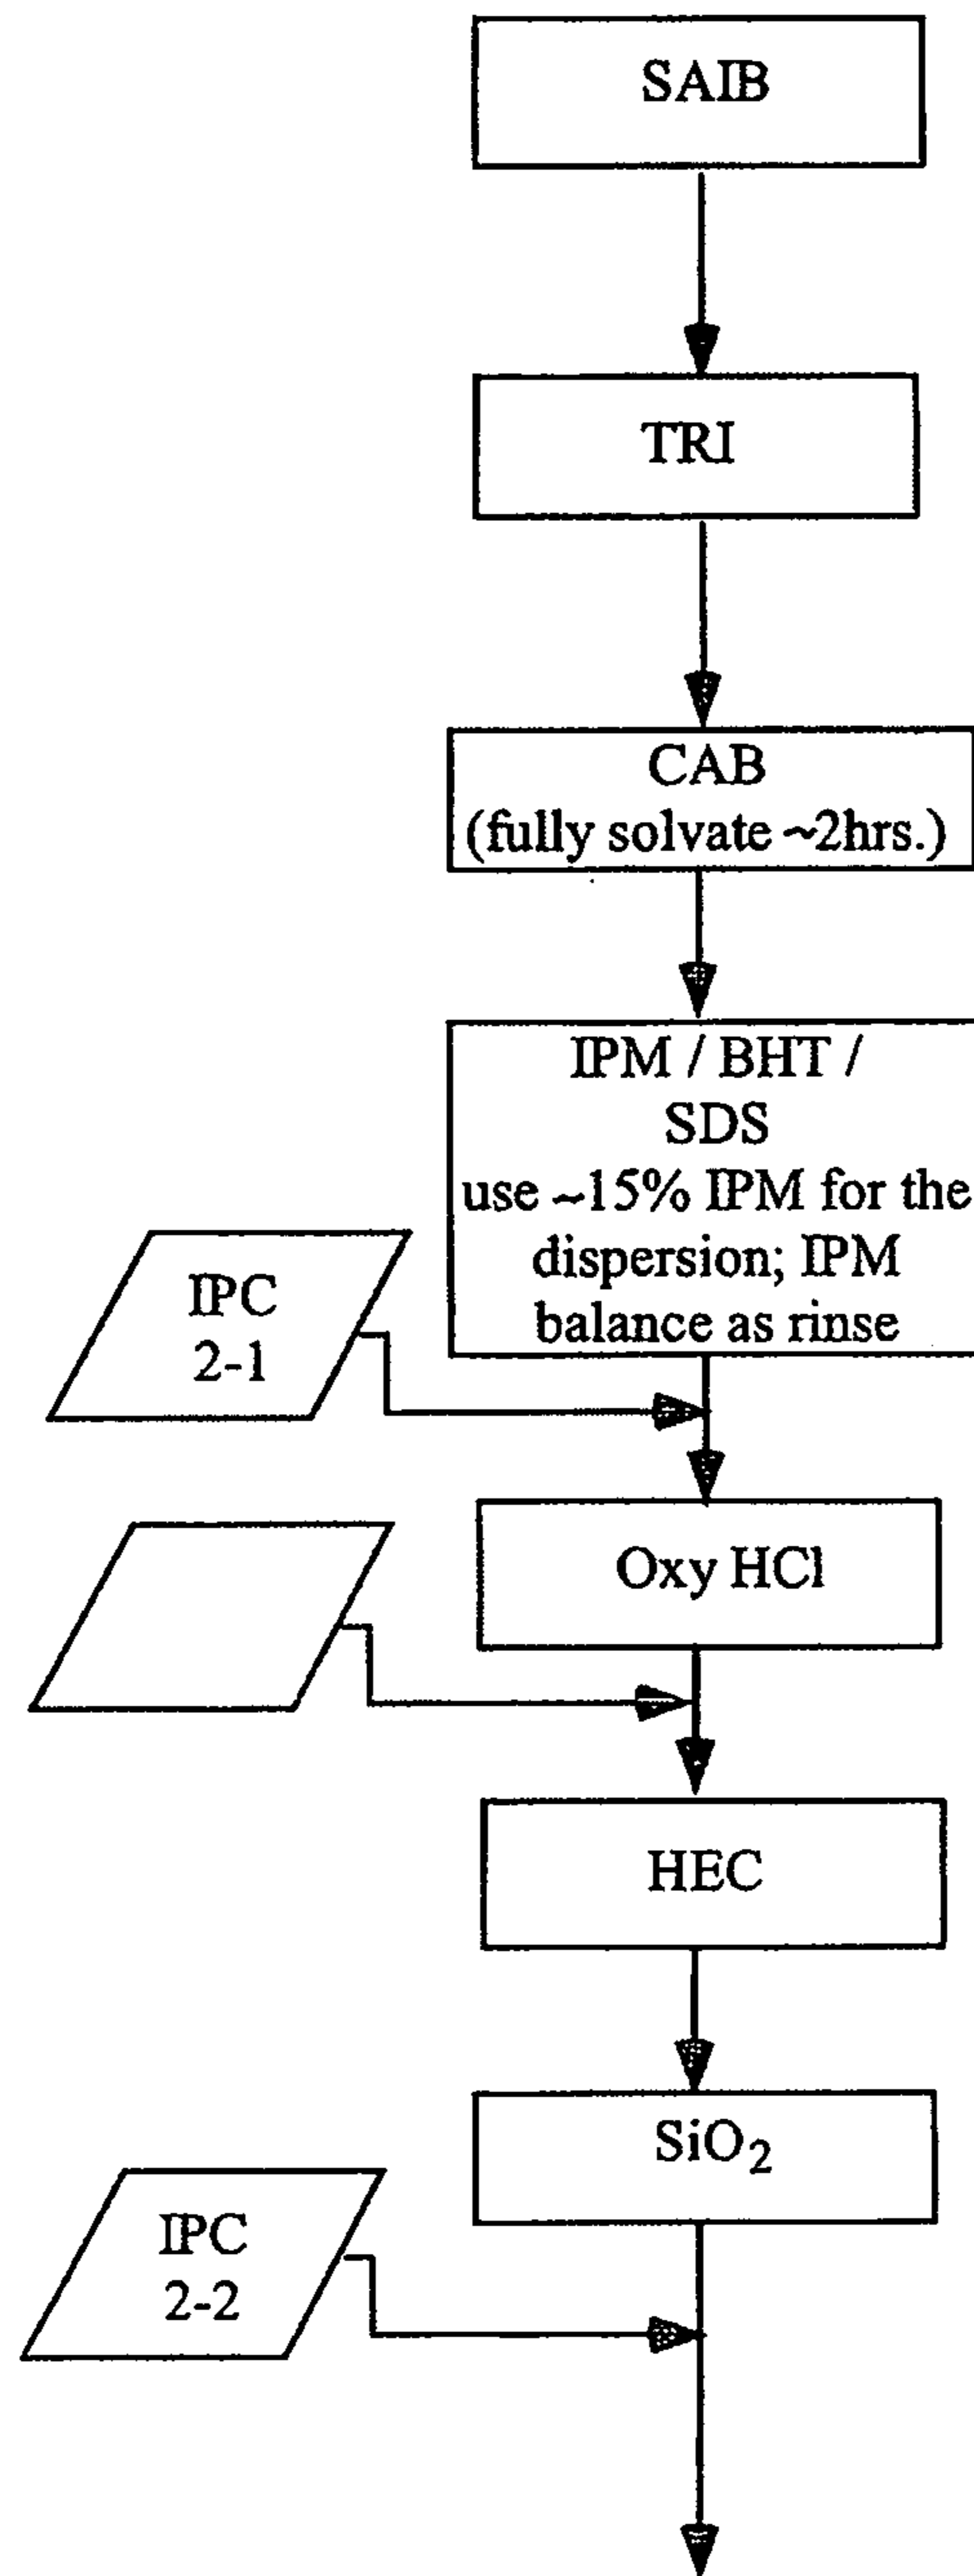 SAIB
TRI
CAB
(fully solvate ~2hrs.)
IPM / BHT /
SDS
use ~15% IPM for the
dispersion; IPM
balance as rinse
IPC
2-1
Oxy HCl
HEC
SiO₂
IPC
2-2